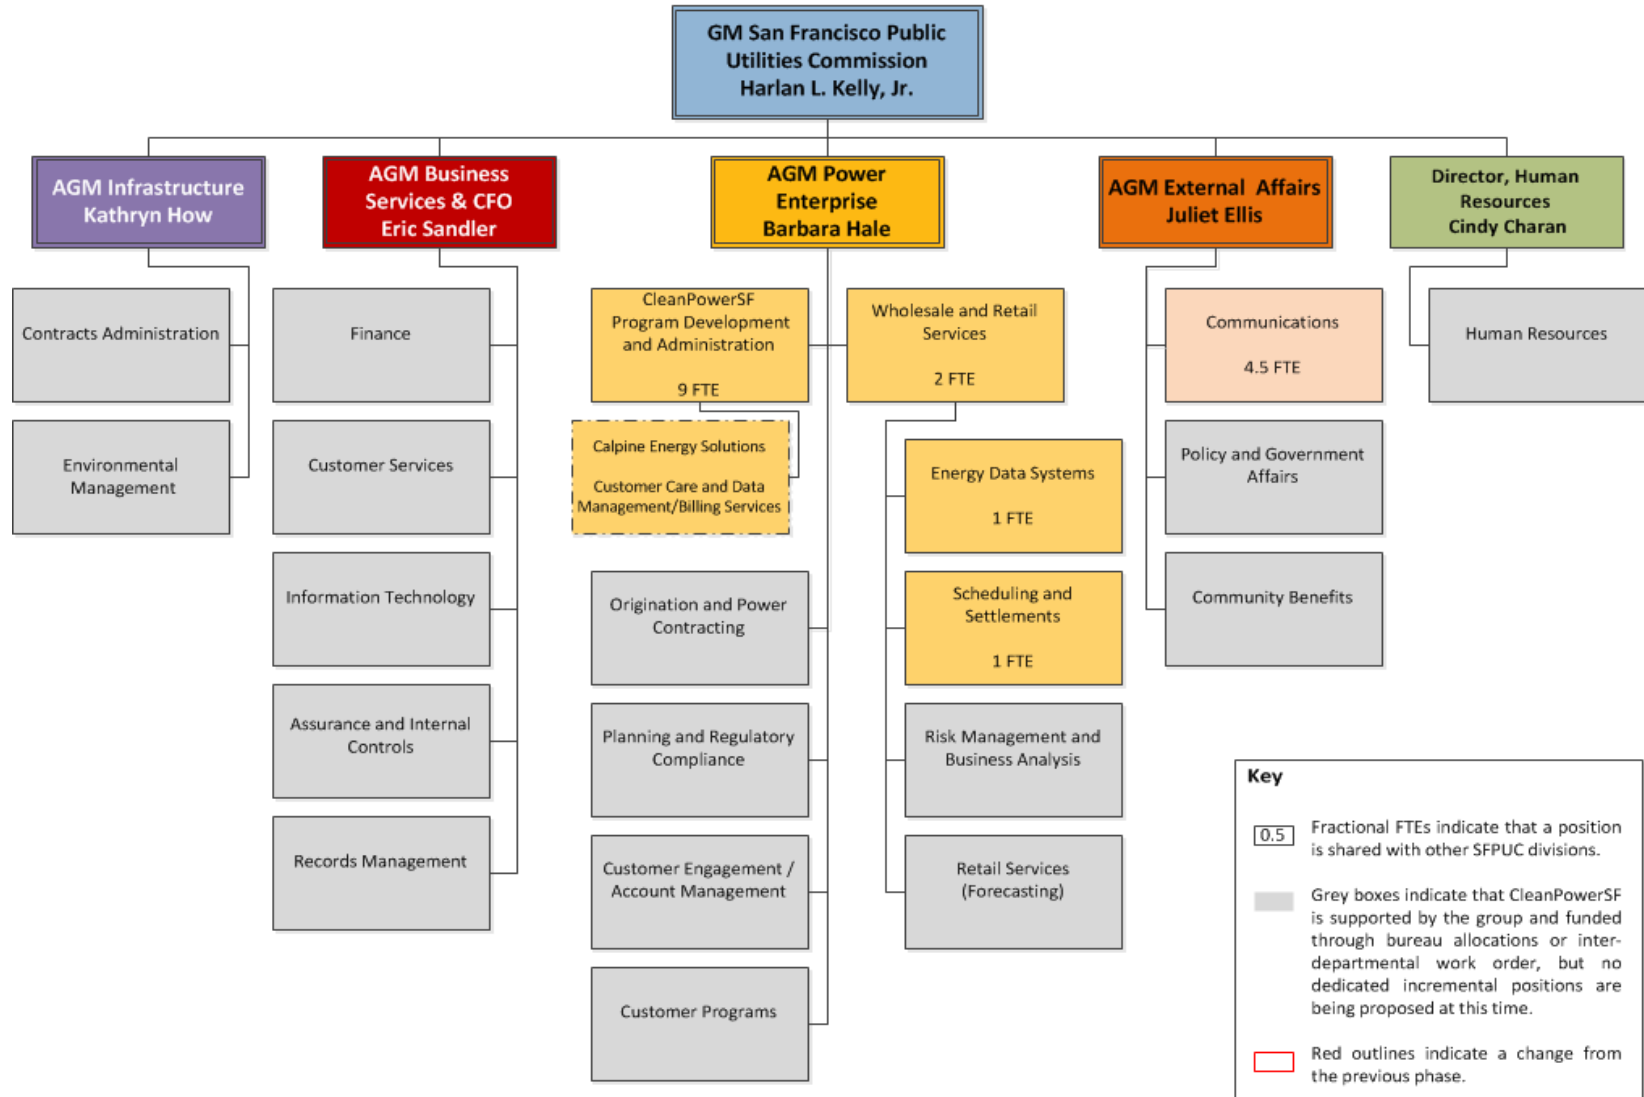 GM San Francisco Public
Utilities Commission
Harlan L. Kelly, Jr.
AGM Infrastructure
Kathryn How
AGM Business
Services & CFO
Eric Sandler
AGM Power
Enterprise
Barbara Hale
AGM External Affairs
Juliet Ellis
Director, Human
Resources
Cindy Charan
Contracts Administration
Environmental
Management
Finance
Customer Services
Information Technology
Assurance and Internal
Controls
Records Management
CleanPowerSF
Program Development
and Administration
9 FTE
Calpine Energy Solutions
Customer Care and Data
Management/Billing Services
Origination and Power
Contracting
Planning and Regulatory
Compliance
Customer Engagement /
Account Management
Customer Programs
Wholesale and Retail
Services
2 FTE
Energy Data Systems
1 FTE
Scheduling and
Settlements
1 FTE
Risk Management and
Business Analysis
Retail Services
(Forecasting)
Communications
4.5 FTE
Policy and Government
Affairs
Community Benefits
Human Resources
Key
0.5
Fractional FTEs indicate that a position
is shared with other SFPUC divisions.
Grey boxes indicate that CleanPowerSF
is supported by the group and funded
through bureau allocations or inter-
departmental work order, but no
dedicated incremental positions are
being proposed at this time.
Red outlines indicate a change from
the previous phase.